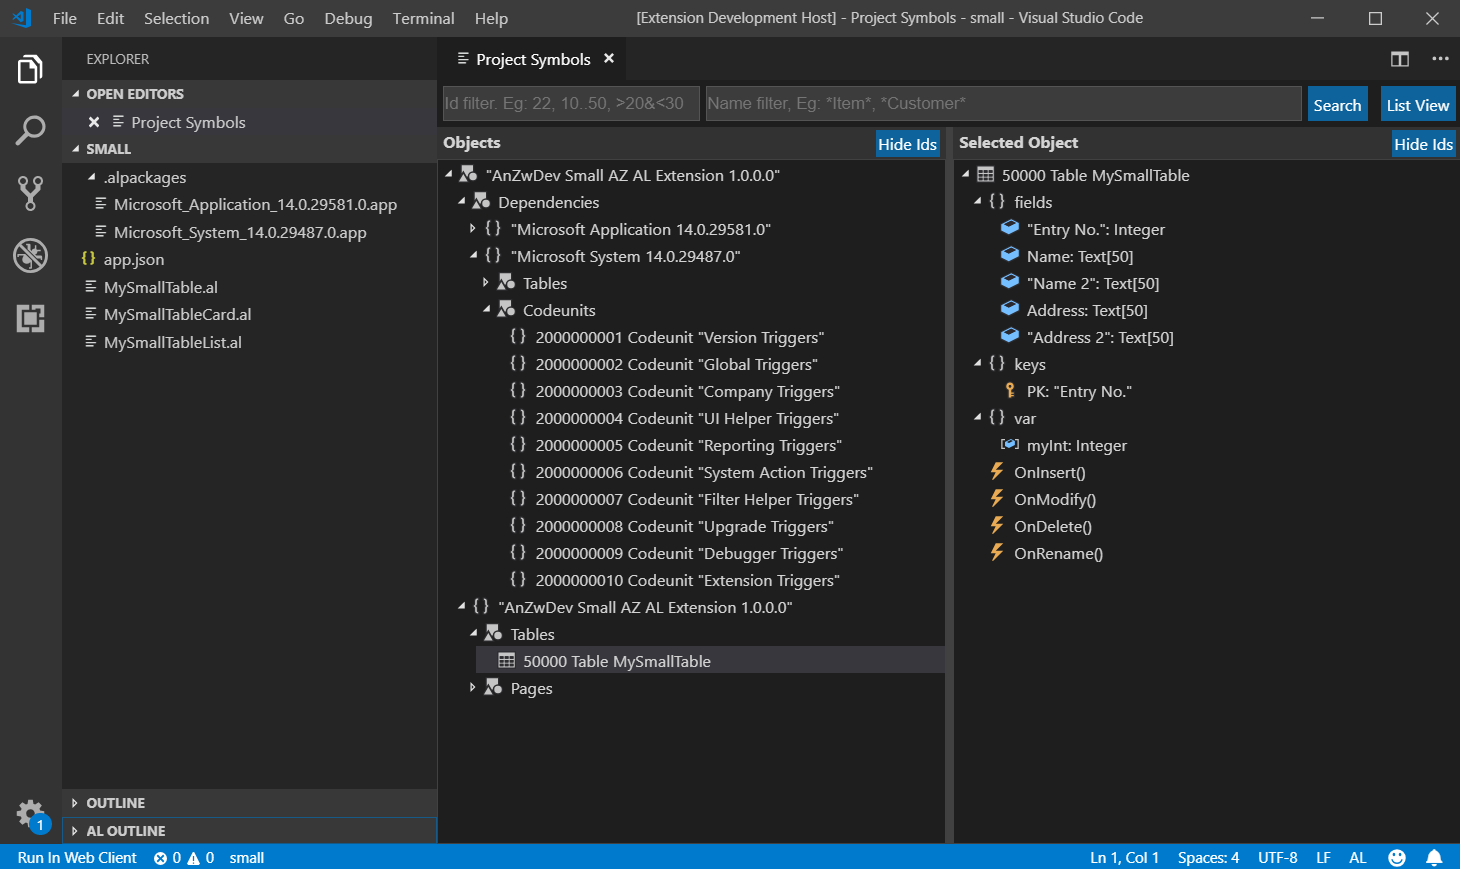 File Edit Selection View Go Debug Terminal Help [Extension Development Host] - Project Symbols - small - Visual Studio Code
EXPLORER
OPEN EDITORS
Project Symbols
SMALL
.alpackages
Microsoft_Application_14.0.29581.0.app
Microsoft_System_14.0.29487.0.app
{} app.json
MySmallTable.al
MySmallTableCard.al
MySmallTableList.al
OUTLINE
AL OUTLINE
1
Project Symbols
Id filter. Eg: 22, 10..50, >20&<30
Name filter, Eg: *Item*, *Customer*
Search
List View
Objects
Hide Ids
"AnZwDev Small AZ AL Extension 1.0.0.0"
Dependencies
{} "Microsoft Application 14.0.29581.0"
{} "Microsoft System 14.0.29487.0"
Tables
Codeunits
{} 2000000001 Codeunit "Version Triggers"
{} 2000000002 Codeunit "Global Triggers"
{} 2000000003 Codeunit "Company Triggers"
{} 2000000004 Codeunit "UI Helper Triggers"
{} 2000000005 Codeunit "Reporting Triggers"
{} 2000000006 Codeunit "System Action Triggers"
{} 2000000007 Codeunit "Filter Helper Triggers"
{} 2000000008 Codeunit "Upgrade Triggers"
{} 2000000009 Codeunit "Debugger Triggers"
{} 2000000010 Codeunit "Extension Triggers"
{} "AnZwDev Small AZ AL Extension 1.0.0.0"
Tables
50000 Table MySmallTable
Pages
Selected Object
Hide Ids
50000 Table MySmallTable
{} fields
"Entry No.": Integer
Name: Text[50]
"Name 2": Text[50]
Address: Text[50]
"Address 2": Text[50]
{} keys
PK: "Entry No."
{} var
myInt: Integer
OnInsert()
OnModify()
OnDelete()
OnRename()
Run In Web Client 0 0 small Ln 1, Col 1 Spaces: 4 UTF-8 LF AL